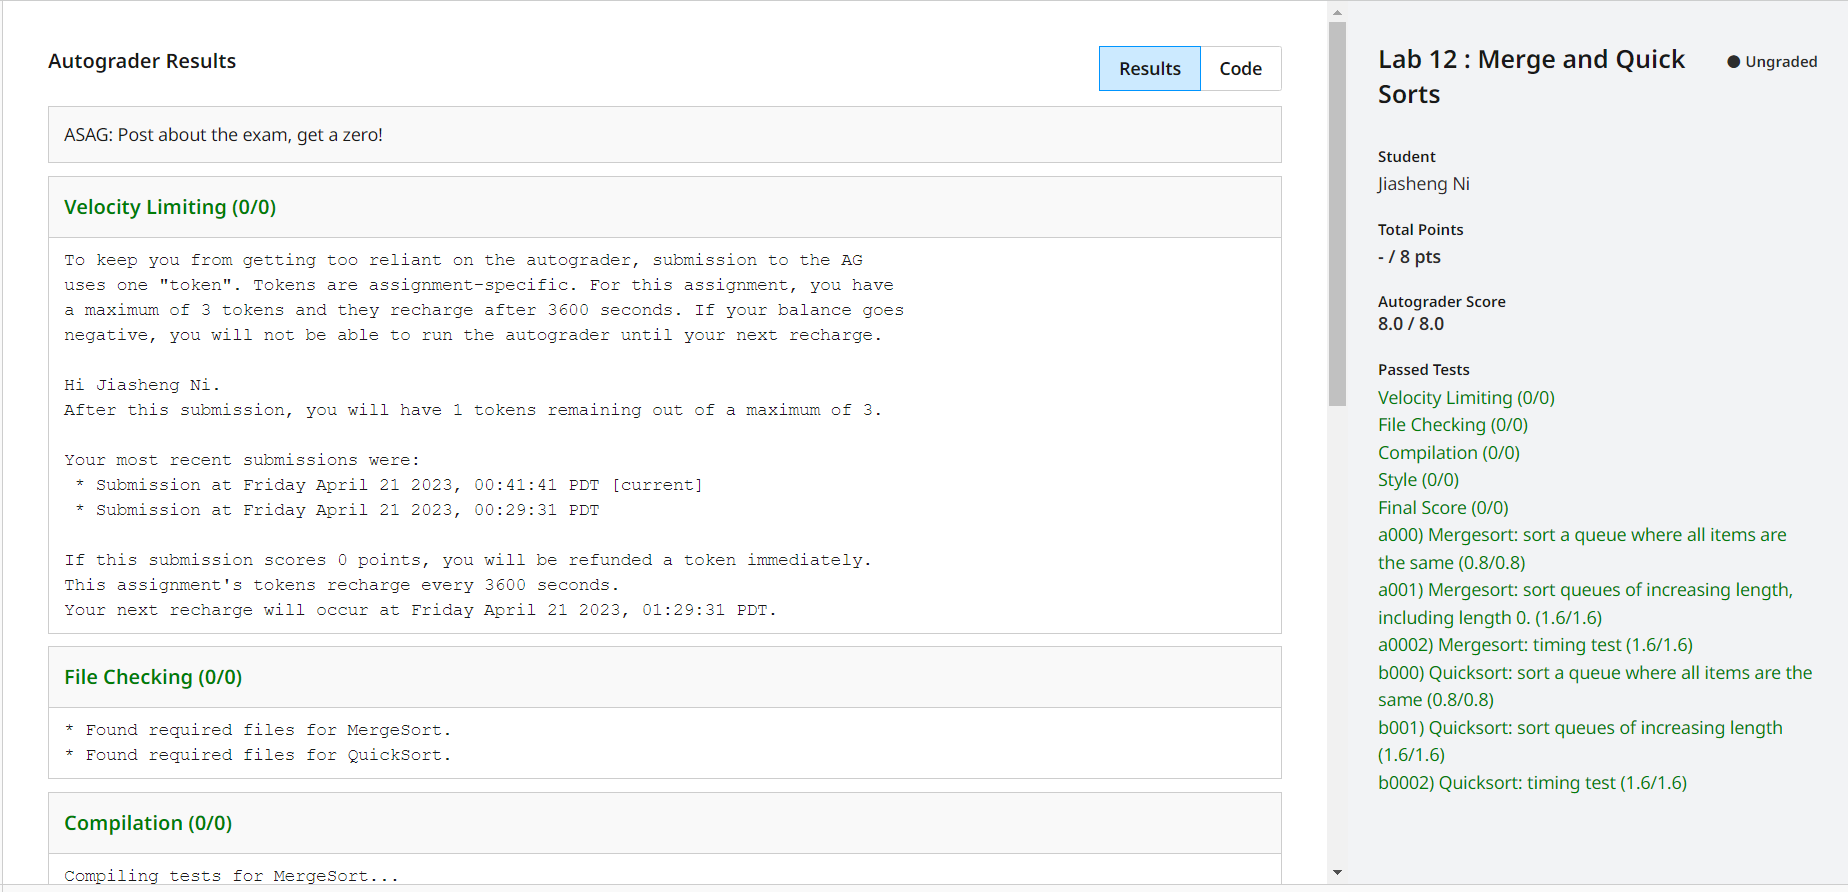 Autograder Results
Results
Code
ASAG: Post about the exam, get a zero!
Velocity Limiting (0/0)
To keep you from getting too reliant on the autograder, submission to the AG
uses one "token". Tokens are assignment-specific. For this assignment, you have
a maximum of 3 tokens and they recharge after 3600 seconds. If your balance goes
negative, you will not be able to run the autograder until your next recharge.
Hi Jiasheng Ni.
After this submission, you will have 1 tokens remaining out of a maximum of 3.
Your most recent submissions were:
* Submission at Friday April 21 2023, 00:41:41 PDT [current]
* Submission at Friday April 21 2023, 00:29:31 PDT
If this submission scores 0 points, you will be refunded a token immediately.
This assignment's tokens recharge every 3600 seconds.
Your next recharge will occur at Friday April 21 2023, 01:29:31 PDT.
File Checking (0/0)
* Found required files for MergeSort.
* Found required files for QuickSort.
Compilation (0/0)
Compiling tests for MergeSort...
Lab 12 : Merge and Quick
Sorts
Ungraded
Student
Jiasheng Ni
Total Points
- / 8 pts
Autograder Score
8.0 / 8.0
Passed Tests
Velocity Limiting (0/0)
File Checking (0/0)
Compilation (0/0)
Style (0/0)
Final Score (0/0)
a000) Mergesort: sort a queue where all items are
the same (0.8/0.8)
a001) Mergesort: sort queues of increasing length,
including length 0. (1.6/1.6)
a0002) Mergesort: timing test (1.6/1.6)
b000) Quicksort: sort a queue where all items are the
same (0.8/0.8)
b001) Quicksort: sort queues of increasing length
(1.6/1.6)
b0002) Quicksort: timing test (1.6/1.6)